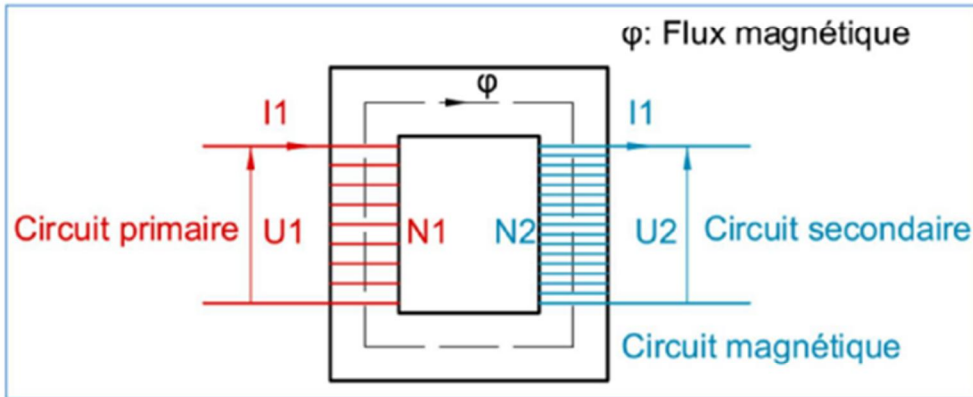 φ: Flux magnétique
φ
I1
I1
Circuit primaire
U1
N1
N2
U2
Circuit secondaire
Circuit magnétique